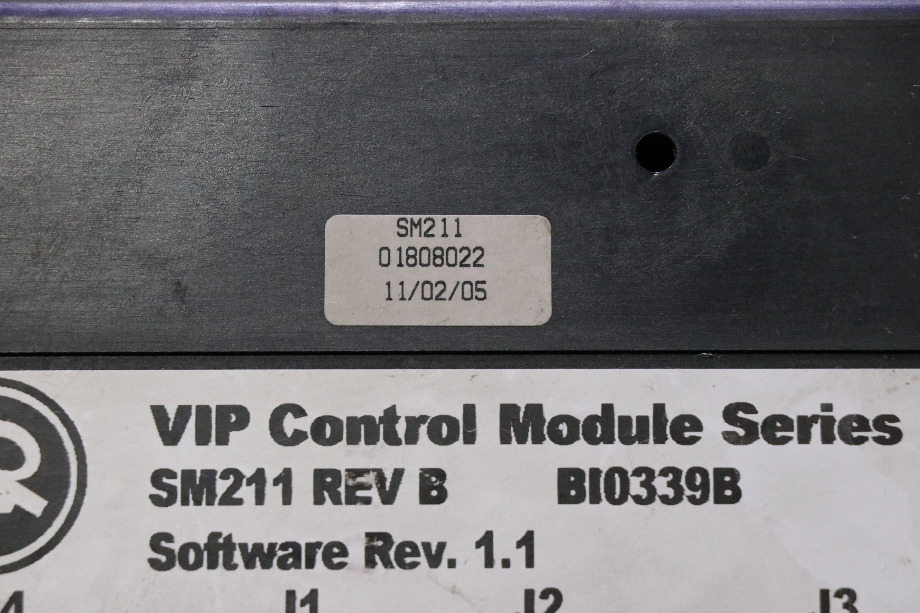 SM211
01808022
11/02/05
R
VIP Control Module Series
SM211 REV B BI0339B
Software Rev. 1.1
4 J1 J2 J3